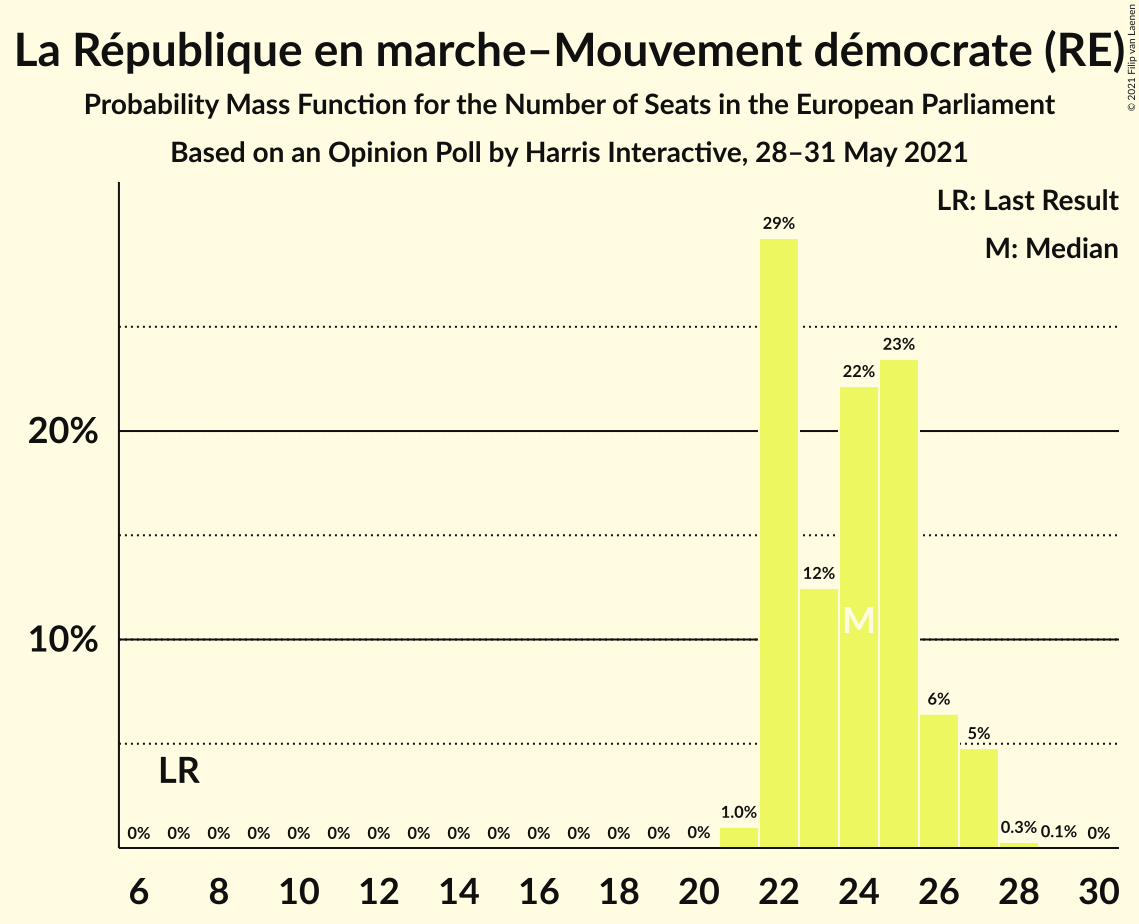 La République en marche–Mouvement démocrate (RE)
© 2021 Filip van Laenen
Probability Mass Function for the Number of Seats in the European Parliament
Based on an Opinion Poll by Harris Interactive, 28–31 May 2021
LR: Last Result
M: Median
29%
23%
22%
20%
12%
M
10%
6%
5%
LR
0% 0% 0% 0% 0% 0% 0% 0% 0% 0% 0% 0% 0% 0% 0% 1.0% 0.3% 0.1% 0%
6 8 10 12 14 16 18 20 22 24 26 28 30